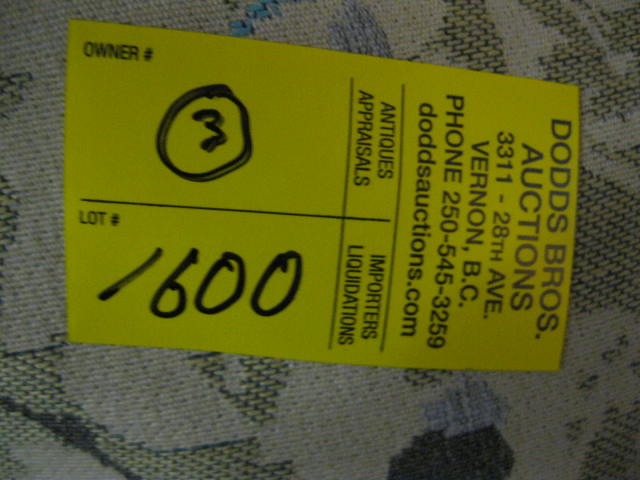 DODDS BROS.
AUCTIONS
3311 - 28TH AVE.
VERNON, B.C.
PHONE 250-545-3259
doddsauctions.com
ANTIQUES
APPRAISALS
IMPORTERS
LIQUIDATIONS
OWNER #
3
LOT #
1600